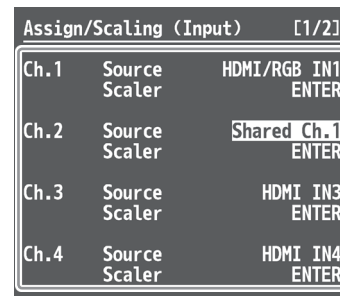 Assign/Scaling (Input) [1/2]
Ch.1 Source HDMI/RGB IN1
Scaler ENTER
Ch.2 Source Shared Ch.1
Scaler ENTER
Ch.3 Source HDMI IN3
Scaler ENTER
Ch.4 Source HDMI IN4
Scaler ENTER